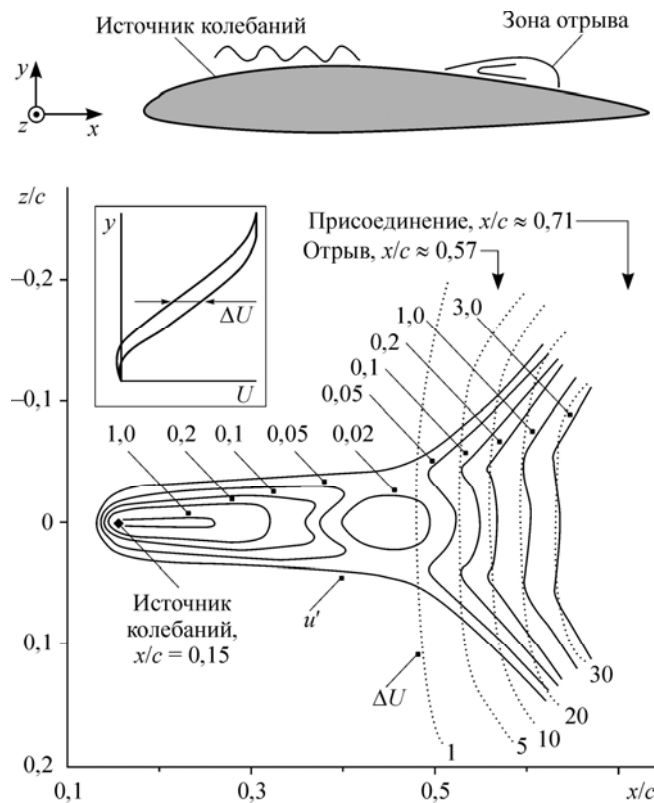 Источник колебаний
Зона отрыва
y
z
x
z/c
Присоединение, x/c ≈ 0,71
Отрыв, x/c ≈ 0,57
y
ΔU
U
–0,2
3,0
1,0
0,2
0,1
0,05
–0,1
1,0
0,2
0,1
0,05
0,02
0
Источник
колебаний,
x/c = 0,15
u'
0,1
ΔU
30
20
10
5
1
0,2
0,1
0,3
0,5
x/c